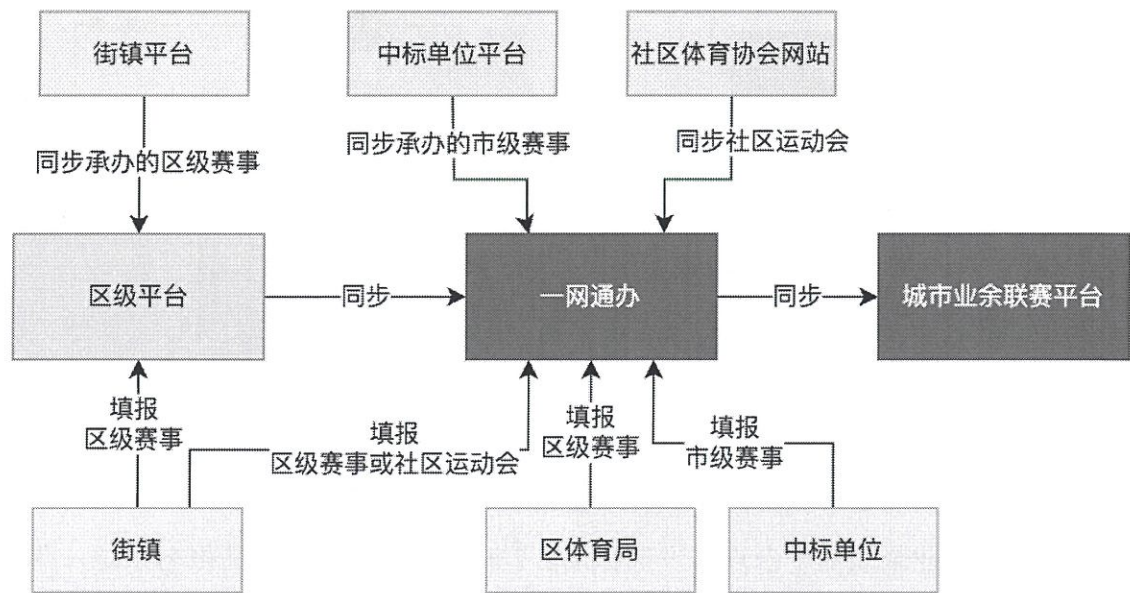 街镇平台
中标单位平台
社区体育协会网站
同步承办的区级赛事
同步承办的市级赛事
同步社区运动会
区级平台
同步
一网通办
同步
城市业余联赛平台
填报
区级赛事
填报
区级赛事或社区运动会
填报
区级赛事
填报
市级赛事
街镇
区体育局
中标单位